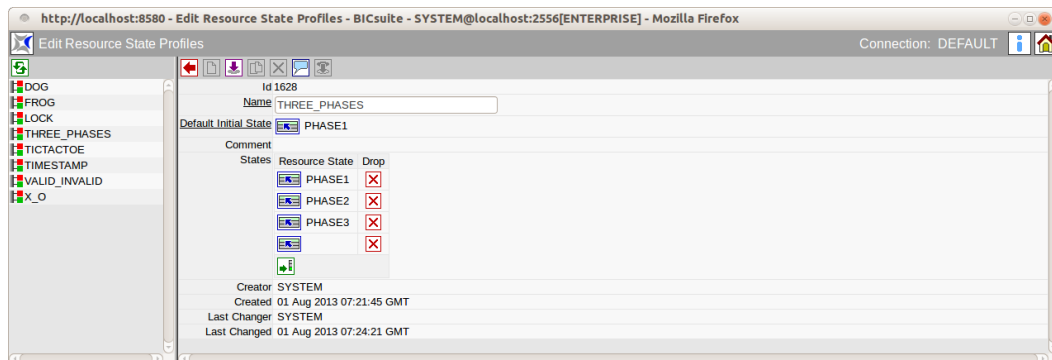 http://localhost:8580 - Edit Resource State Profiles - BICsuite - SYSTEM@localhost:2556[ENTERPRISE] - Mozilla Firefox
Edit Resource State Profiles
Connection: DEFAULT
DOG
FROG
LOCK
THREE_PHASES
TICTACTOE
TIMESTAMP
VALID_INVALID
X_O
Id 1628
Name THREE_PHASES
Default Initial State PHASE1
Comment
States Resource State Drop
PHASE1
PHASE2
PHASE3
Creator SYSTEM
Created 01 Aug 2013 07:21:45 GMT
Last Changer SYSTEM
Last Changed 01 Aug 2013 07:24:21 GMT